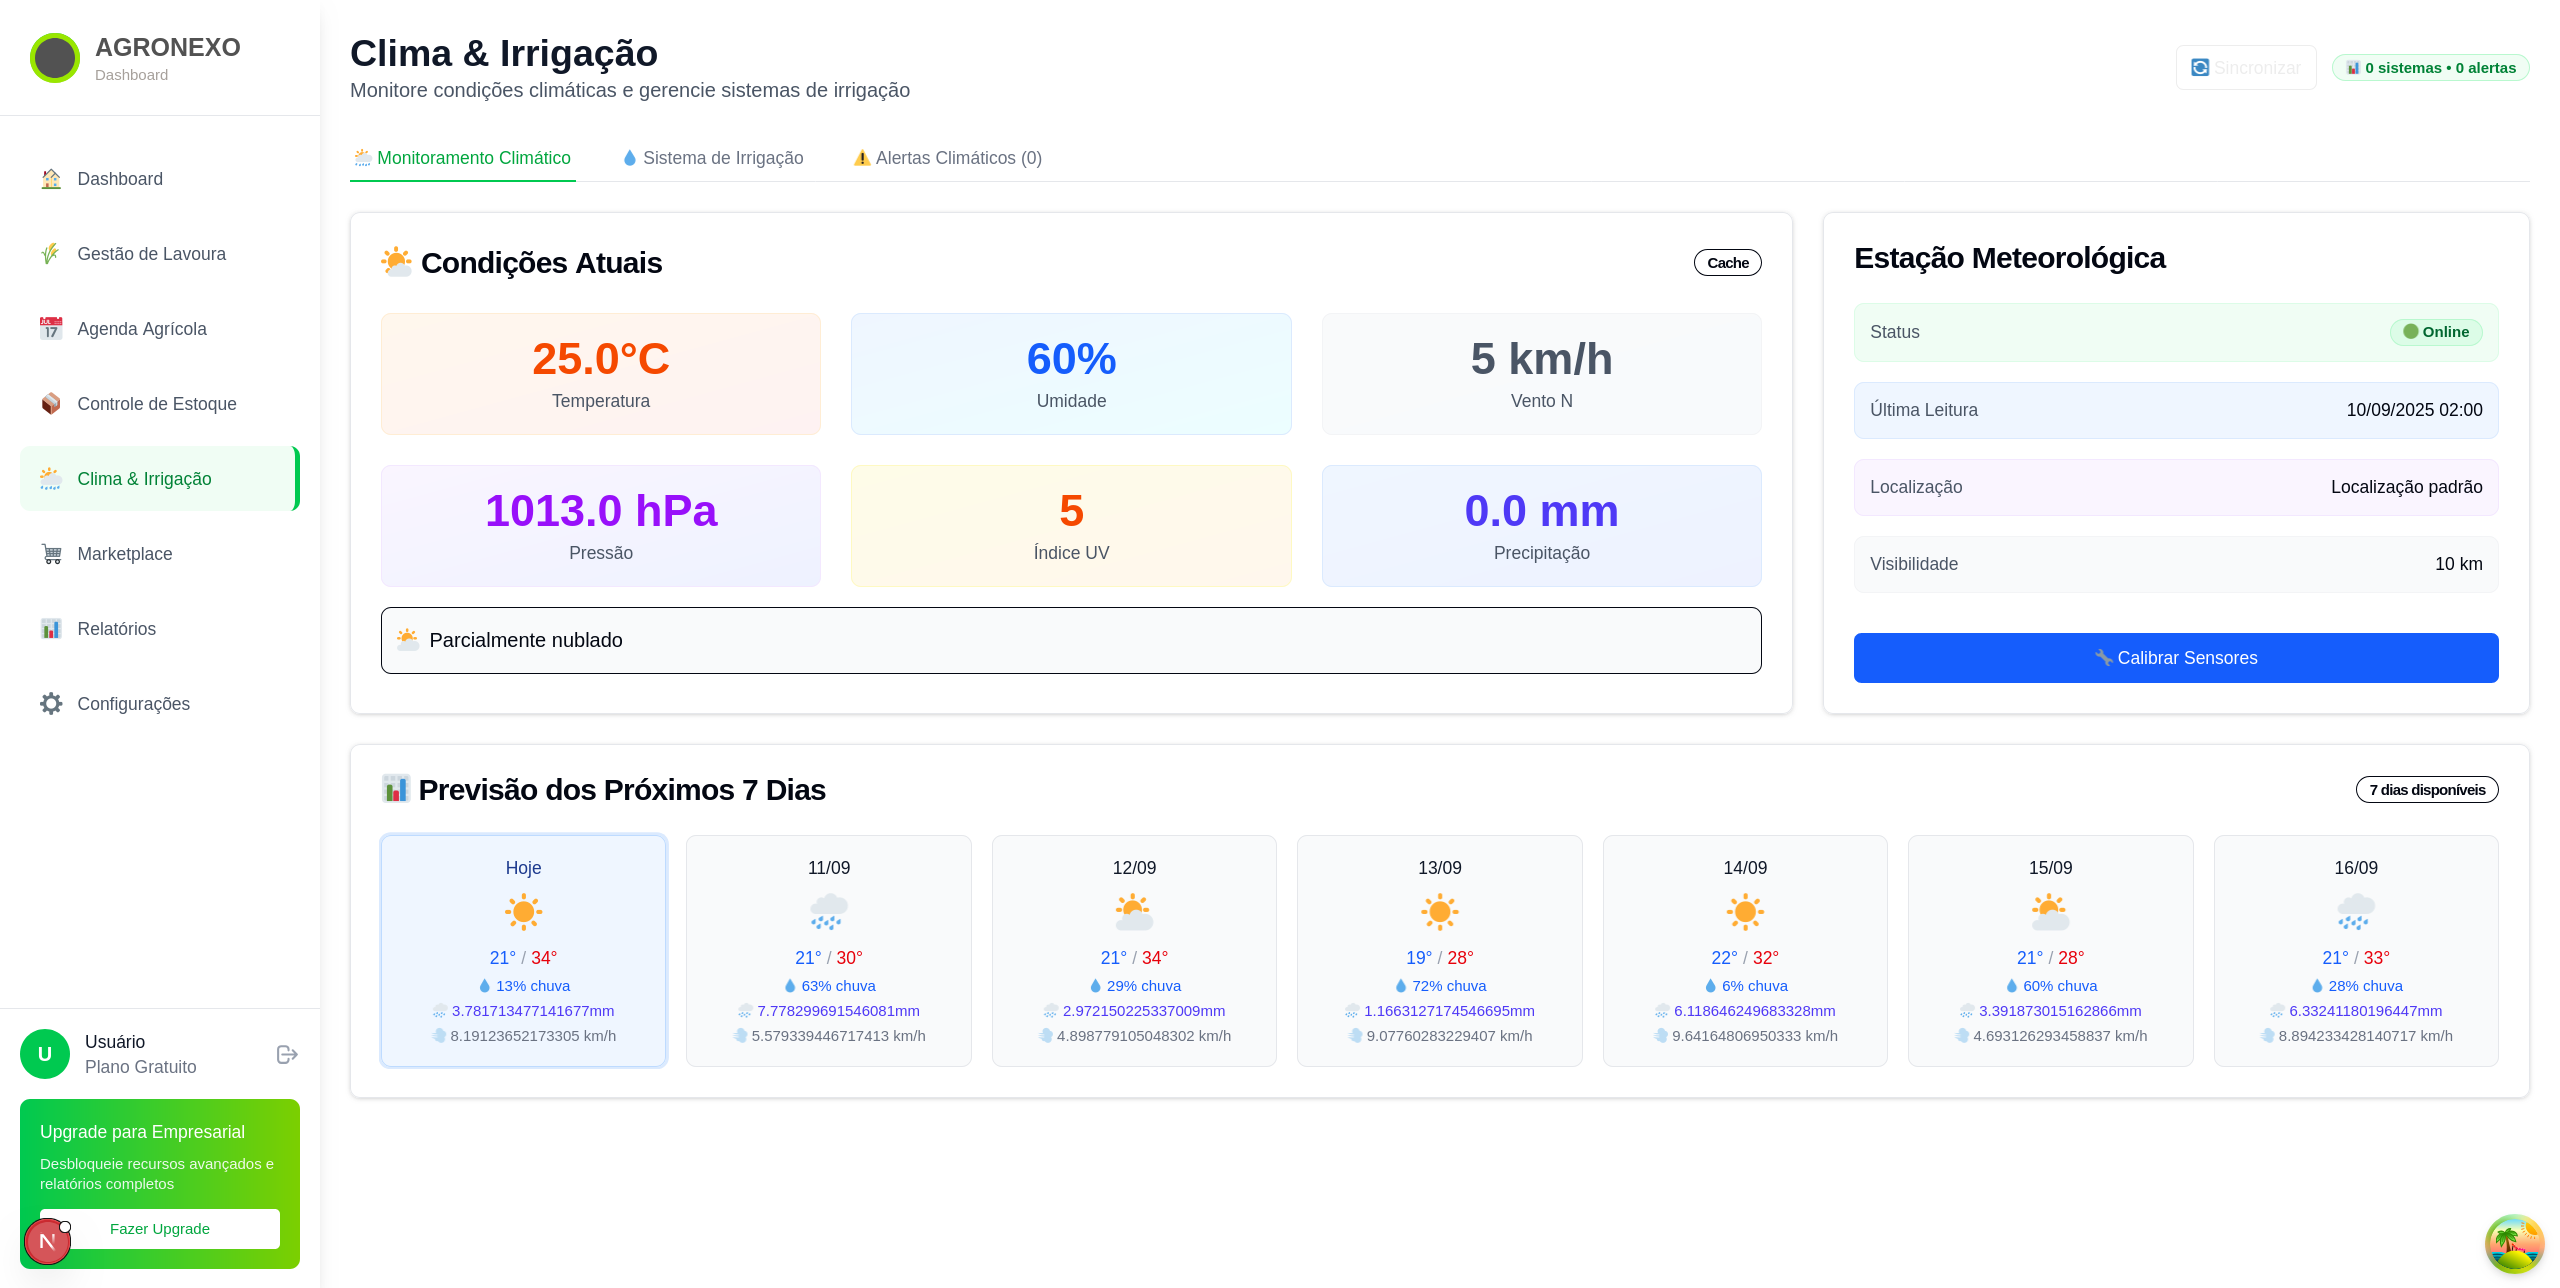 AGRONEXO
Dashboard
Dashboard
Gestão de Lavoura
Agenda Agrícola
Controle de Estoque
Clima & Irrigação
Marketplace
Relatórios
Configurações
U
Usuário
Plano Gratuito
Upgrade para Empresarial
Desbloqueie recursos avançados e
relatórios completos
Fazer Upgrade
N
Clima & Irrigação
Monitore condições climáticas e gerencie sistemas de irrigação
Sincronizar
0 sistemas • 0 alertas
Monitoramento Climático
Sistema de Irrigação
Alertas Climáticos (0)
Condições Atuais
Cache
25.0°C
Temperatura
60%
Umidade
5 km/h
Vento N
1013.0 hPa
Pressão
5
Índice UV
0.0 mm
Precipitação
Parcialmente nublado
Estação Meteorológica
Status
Online
Última Leitura
10/09/2025 02:00
Localização
Localização padrão
Visibilidade
10 km
Calibrar Sensores
Previsão dos Próximos 7 Dias
7 dias disponíveis
Hoje
21° / 34°
13% chuva
3.781713477141677mm
8.19123652173305 km/h
11/09
21° / 30°
63% chuva
7.778299691546081mm
5.579339446717413 km/h
12/09
21° / 34°
29% chuva
2.972150225337009mm
4.898779105048302 km/h
13/09
19° / 28°
72% chuva
1.1663127174546695mm
9.07760283229407 km/h
14/09
22° / 32°
6% chuva
6.118646249683328mm
9.64164806950333 km/h
15/09
21° / 28°
60% chuva
3.391873015162866mm
4.693126293458837 km/h
16/09
21° / 33°
28% chuva
6.33241180196447mm
8.894233428140717 km/h